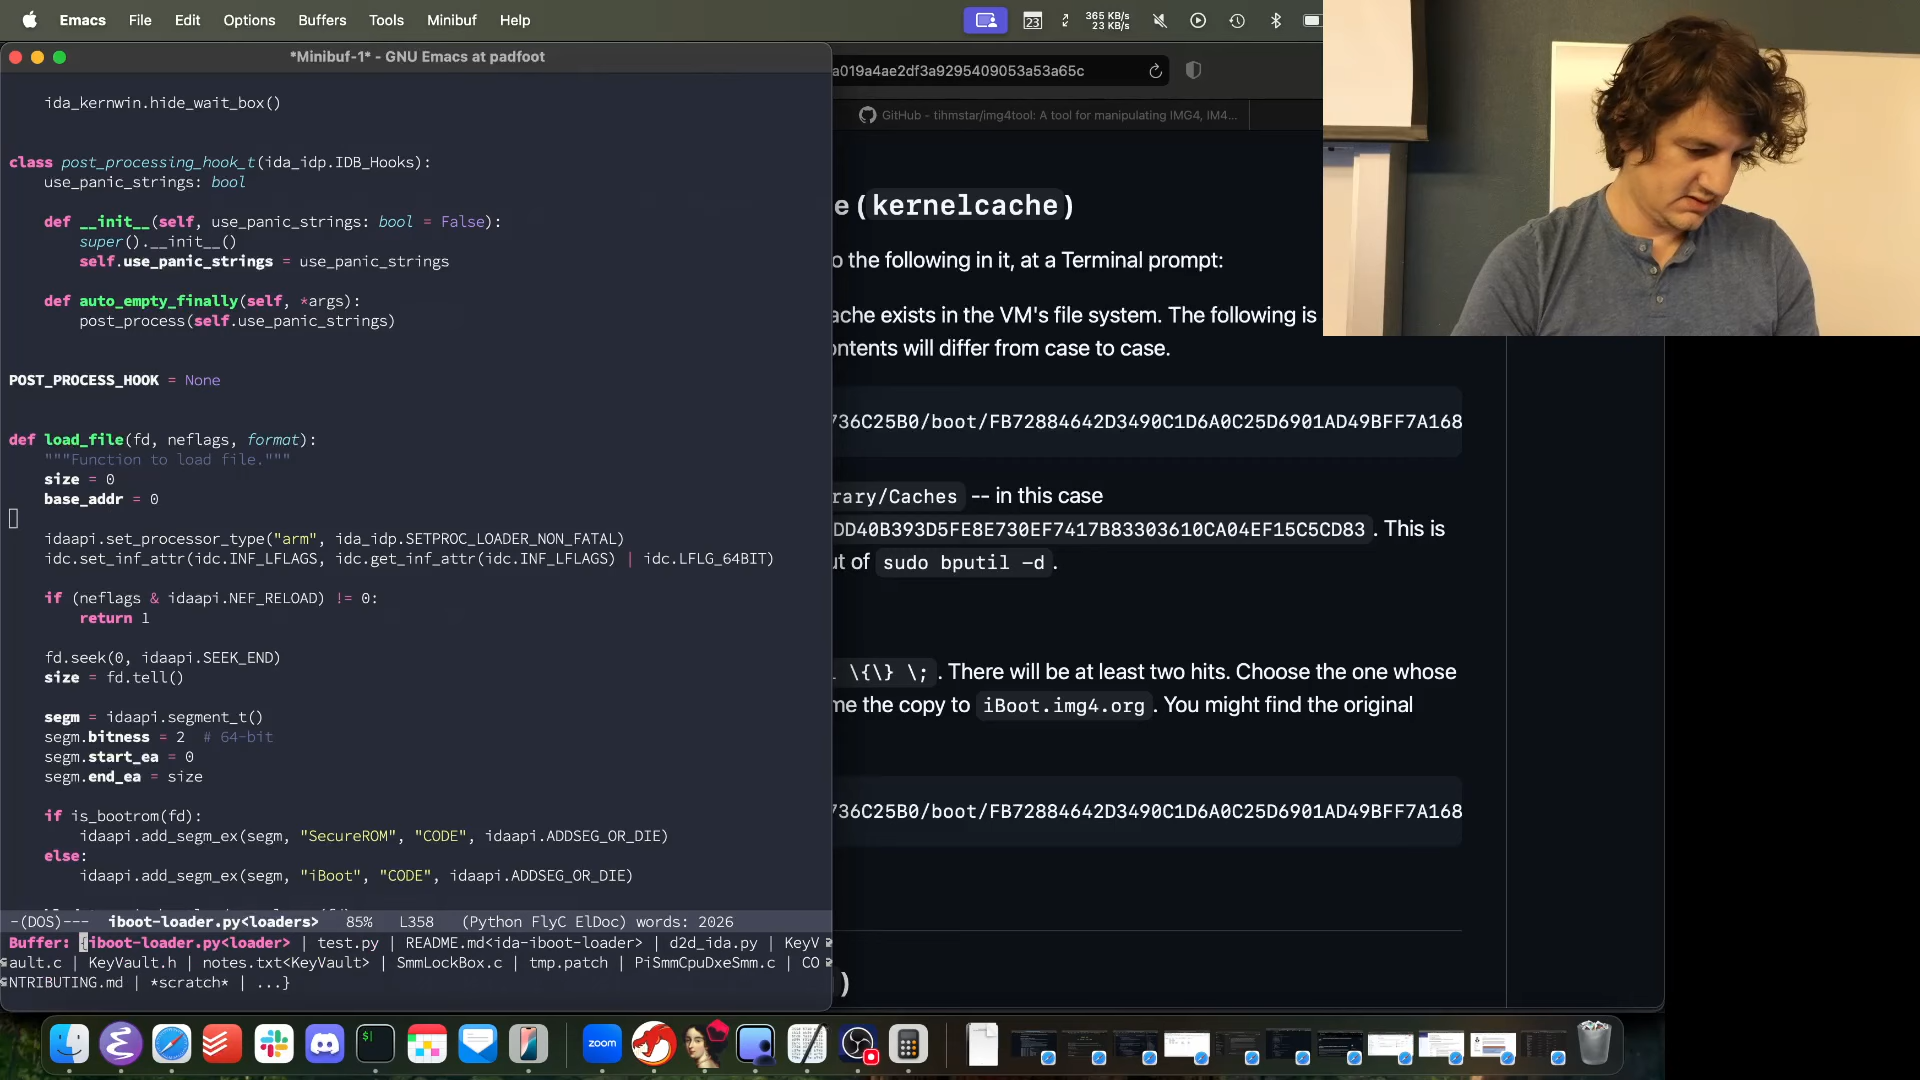 Emacs File Edit Options Buffers Tools Minibuf Help
23
365 KB/s
23 KB/s
*Minibuf-1* - GNU Emacs at padfoot
ida_kernwin.hide_wait_box()
class post_processing_hook_t(ida_idp.IDB_Hooks):
use_panic_strings: bool
def __init__(self, use_panic_strings: bool = False):
super().__init__()
self.use_panic_strings = use_panic_strings
def auto_empty_finally(self, *args):
post_process(self.use_panic_strings)
POST_PROCESS_HOOK = None
def load_file(fd, neflags, format):
"""Function to load file."""
size = 0
base_addr = 0
idaapi.set_processor_type("arm", ida_idp.SETPROC_LOADER_NON_FATAL)
idc.set_inf_attr(idc.INF_LFLAGS, idc.get_inf_attr(idc.INF_LFLAGS) | idc.LFLG_64BIT)
if (neflags & idaapi.NEF_RELOAD) != 0:
return 1
fd.seek(0, idaapi.SEEK_END)
size = fd.tell()
segm = idaapi.segment_t()
segm.bitness = 2 # 64-bit
segm.start_ea = 0
segm.end_ea = size
if is_bootrom(fd):
idaapi.add_segm_ex(segm, "SecureROM", "CODE", idaapi.ADDSEG_OR_DIE)
else:
idaapi.add_segm_ex(segm, "iBoot", "CODE", idaapi.ADDSEG_OR_DIE)
-(DOS)--- iboot-loader.py<loaders> 85% L358 (Python FlyC ElDoc) words: 2026
Buffer: {iboot-loader.py<loader> | test.py | README.md<ida-iboot-loader> | d2d_ida.py | KeyV
ault.c | KeyVault.h | notes.txt<KeyVault> | SmmLockBox.c | tmp.patch | PiSmmCpuDxeSmm.c | CO
NTRIBUTING.md | *scratch* | ...}
a019a4ae2df3a9295409053a53a65c
GitHub - tihmstar/img4tool: A tool for manipulating IMG4, IM4...
e (kernelcache)
o the following in it, at a Terminal prompt:
ache exists in the VM's file system. The following is
ontents will differ from case to case.
736C25B0/boot/FB72884642D3490C1D6A0C25D6901AD49BFF7A168
rary/Caches -- in this case
DD40B393D5FE8E730EF7417B83303610CA04EF15C5CD83. This is
ut of sudo bputil -d.
\{\} \;. There will be at least two hits. Choose the one whose
me the copy to iBoot.img4.org. You might find the original
736C25B0/boot/FB72884642D3490C1D6A0C25D6901AD49BFF7A168
)
zoom